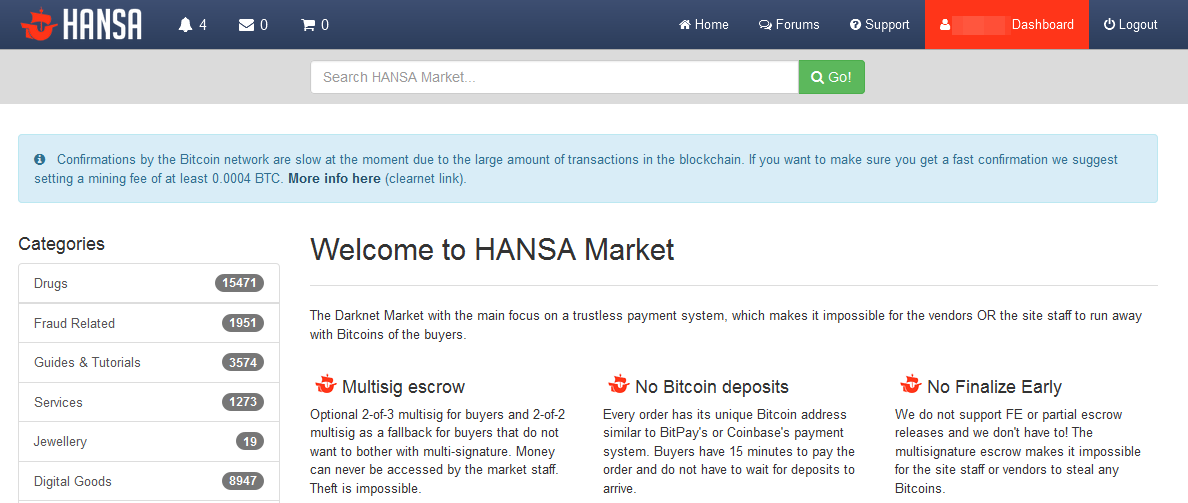 HANSA 4 0 0 Home Forums Support Dashboard Logout
Search HANSA Market... Go!
Confirmations by the Bitcoin network are slow at the moment due to the large amount of transactions in the blockchain. If you want to make sure you get a fast confirmation we suggest
setting a mining fee of at least 0.0004 BTC. More info here (clearnet link).
Categories
Drugs 15471
Fraud Related 1951
Guides & Tutorials 3574
Services 1273
Jewellery 19
Digital Goods 8947
Welcome to HANSA Market
The Darknet Market with the main focus on a trustless payment system, which makes it impossible for the vendors OR the site staff to run away
with Bitcoins of the buyers.
Multisig escrow
Optional 2-of-3 multisig for buyers and 2-of-2
multisig as a fallback for buyers that do not
want to bother with multi-signature. Money
can never be accessed by the market staff.
Theft is impossible.
No Bitcoin deposits
Every order has its unique Bitcoin address
similar to BitPay's or Coinbase's payment
system. Buyers have 15 minutes to pay the
order and do not have to wait for deposits to
arrive.
No Finalize Early
We do not support FE or partial escrow
releases and we don't have to! The
multisignature escrow makes it impossible
for the site staff or vendors to steal any
Bitcoins.